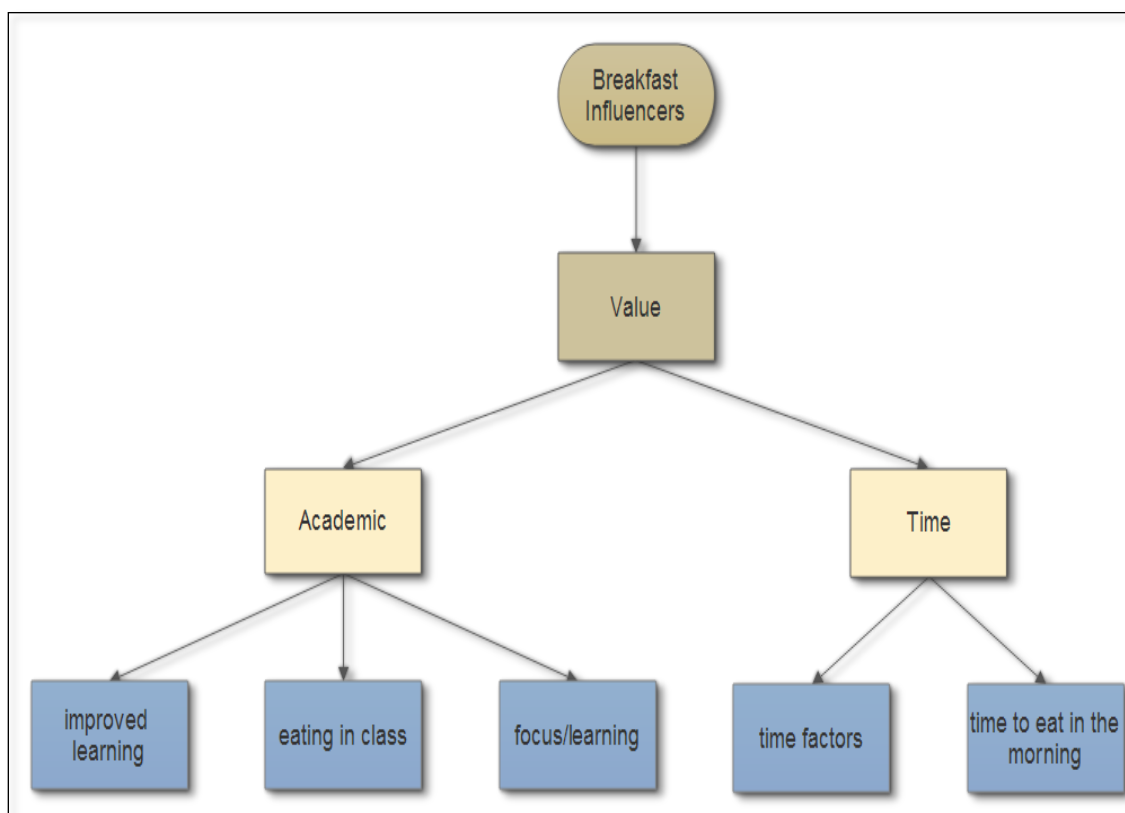 Breakfast
Influencers
Value
Academic
Time
improved
learning
eating in class
focus/learning
time factors
time to eat in the
morning